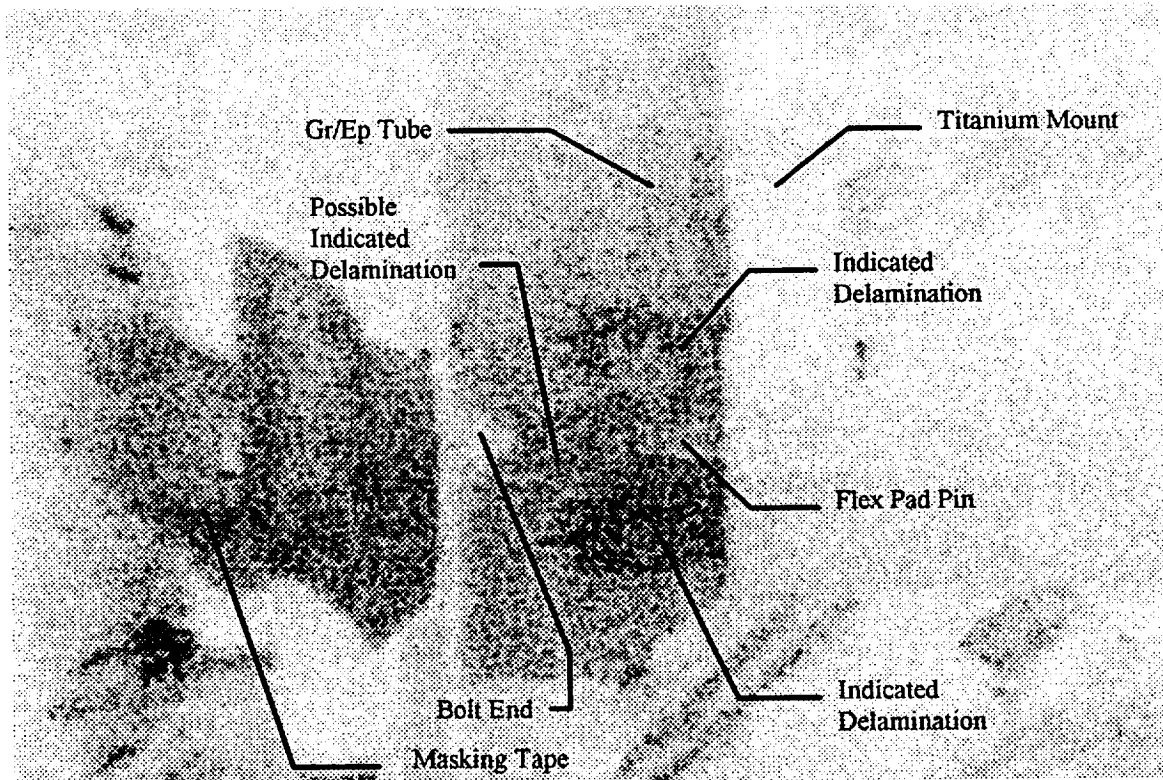 Gr/Ep Tube
Titanium Mount
Possible
Indicated
Delamination
Indicated
Delamination
Flex Pad Pin
Indicated
Delamination
Bolt End
Masking Tape